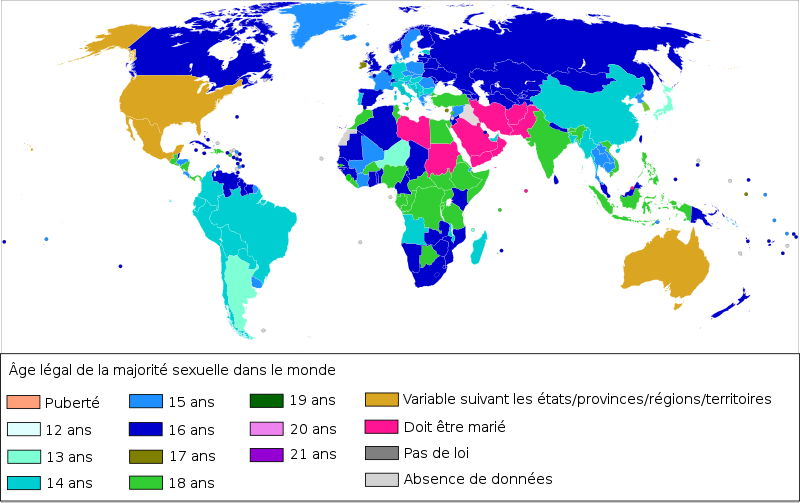 Âge légal de la majorité sexuelle dans le monde
Puberté
12 ans
13 ans
14 ans
15 ans
16 ans
17 ans
18 ans
19 ans
20 ans
21 ans
Variable suivant les états/provinces/régions/territoires
Doit être marié
Pas de loi
Absence de données